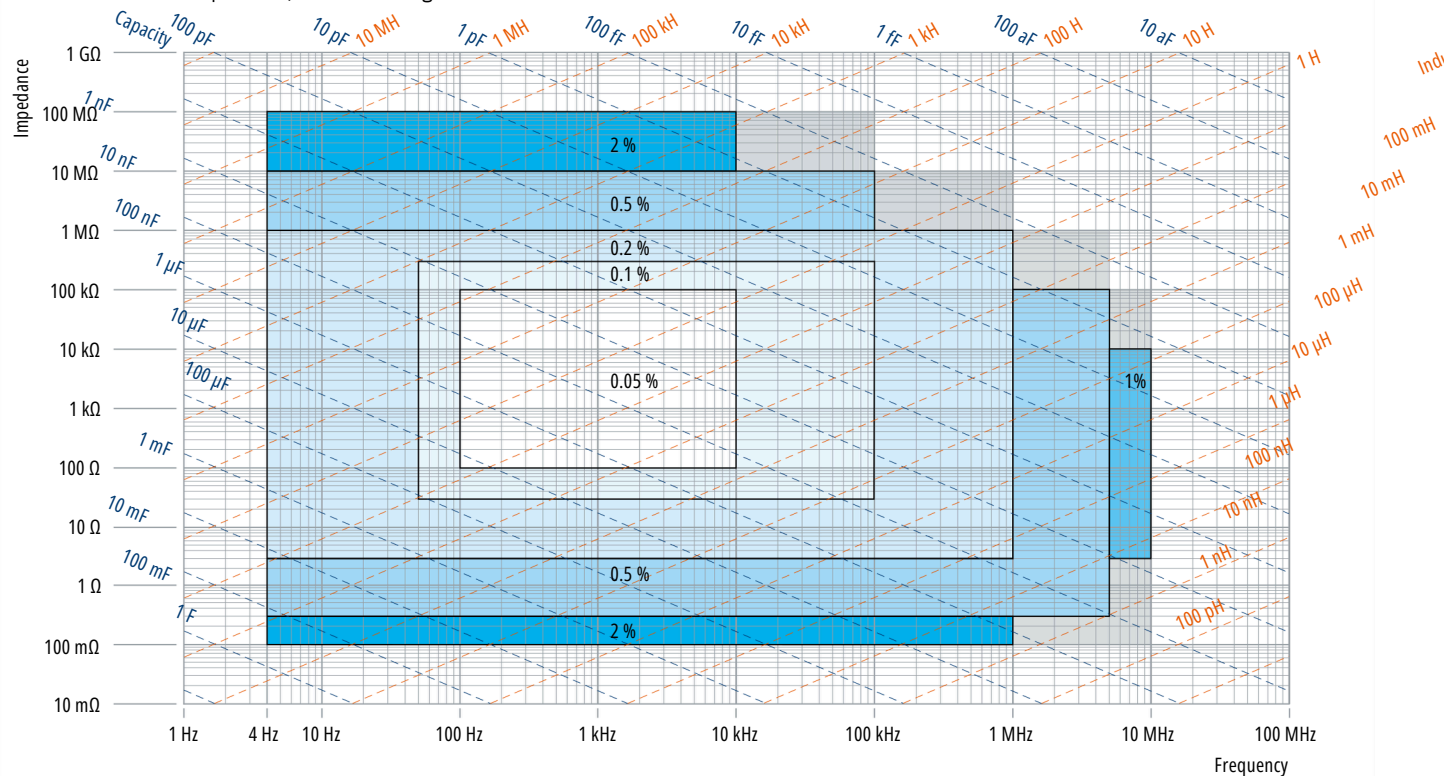 Capacity 100 pF 10 pF 10 MH 1 pF 1 MH 100 fF 100 kH 10 fF 10 kH 1 fF 1 kH 100 aF 100 H 10 aF 10 H
1 GΩ
1 H
Impedance
1 nF
100 MΩ
100 mH
2 %
10 nF
10 MΩ
10 mH
0.5 %
100 nF
1 MΩ
1 mH
0.2 %
1 µF
0.1 %
100 kΩ
100 µH
10 µF
10 kΩ
10 µH
100 µF
0.05 %
1%
1 kΩ
1 µH
1 mF
100 Ω
100 nH
10 mF
10 Ω
10 nH
100 mF
0.5 %
1 Ω
1 nH
1 F
2 %
100 pH
100 mΩ
10 mΩ
1 Hz 4 Hz 10 Hz 100 Hz 1 kHz 10 kHz 100 kHz 1 MHz 10 MHz 100 MHz
Frequency